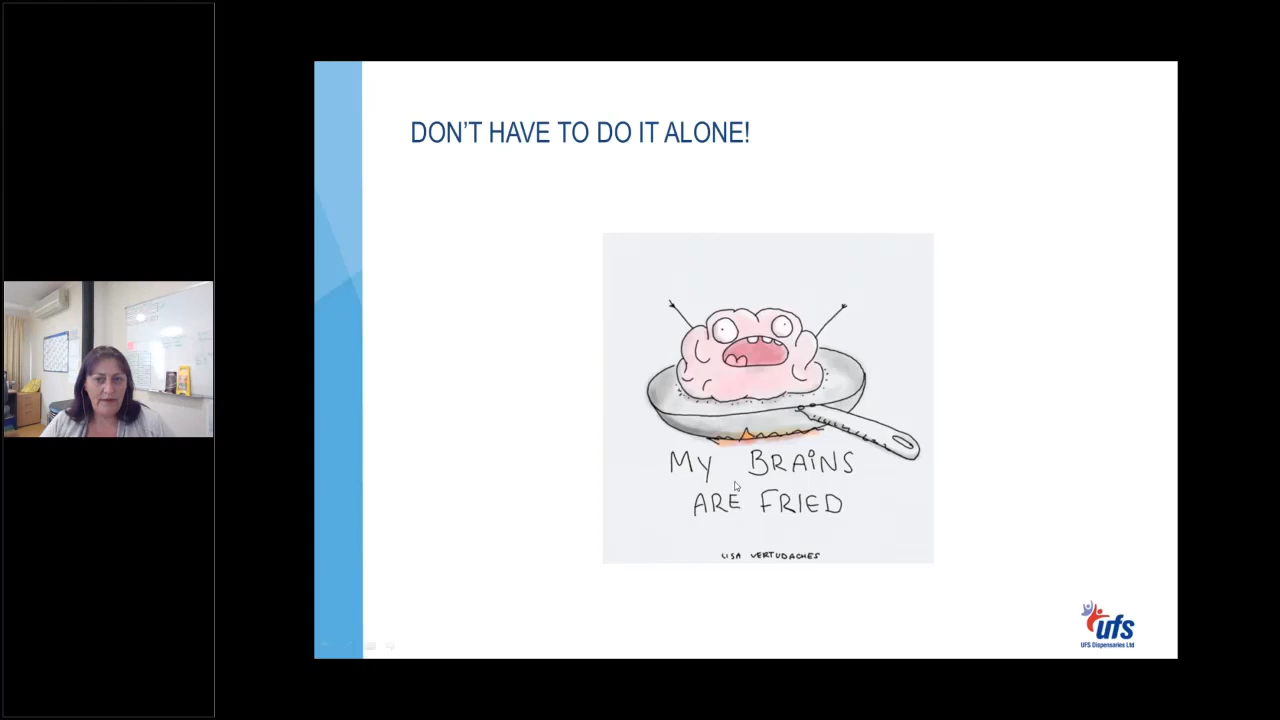 DON'T HAVE TO DO IT ALONE!
MY BRAINS
ARE FRIED
LISA VERTUDACHES
ufs
UFS Dispensaries Ltd